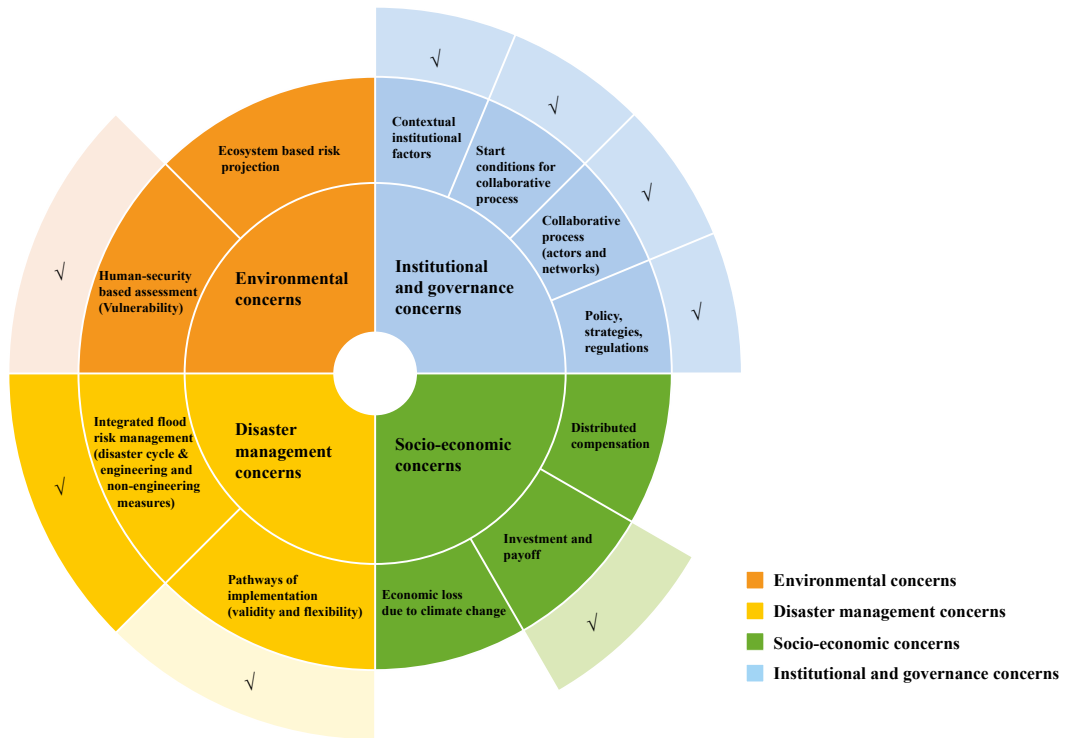 √
√
√
√
Contextual
institutional
factors
Start
conditions for
collaborative
process
Collaborative
process
(actors and
networks)
Policy,
strategies,
regulations
Institutional
and governance
concerns
Ecosystem based risk
projection
√
Human-security
based assessment
(Vulnerability)
Environmental
concerns
Disaster
management
concerns
√
Integrated flood
risk management
(disaster cycle &
engineering and
non-engineering
measures)
Pathways of
implementation
(validity and flexibility)
√
Socio-economic
concerns
Distributed
compensation
Investment and
payoff
√
Economic loss
due to climate change
Environmental concerns
Disaster management concerns
Socio-economic concerns
Institutional and governance concerns